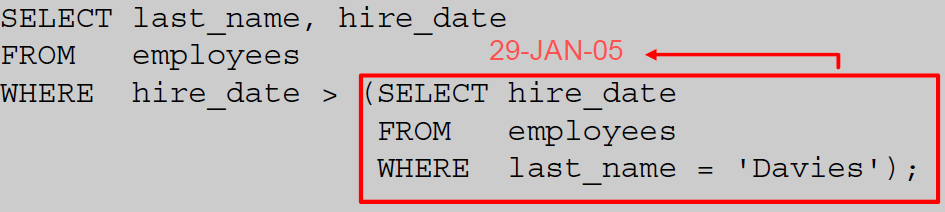 SELECT last_name, hire_date
FROM employees
29-JAN-05
WHERE hire_date > (SELECT hire_date
FROM employees
WHERE last_name = 'Davies');